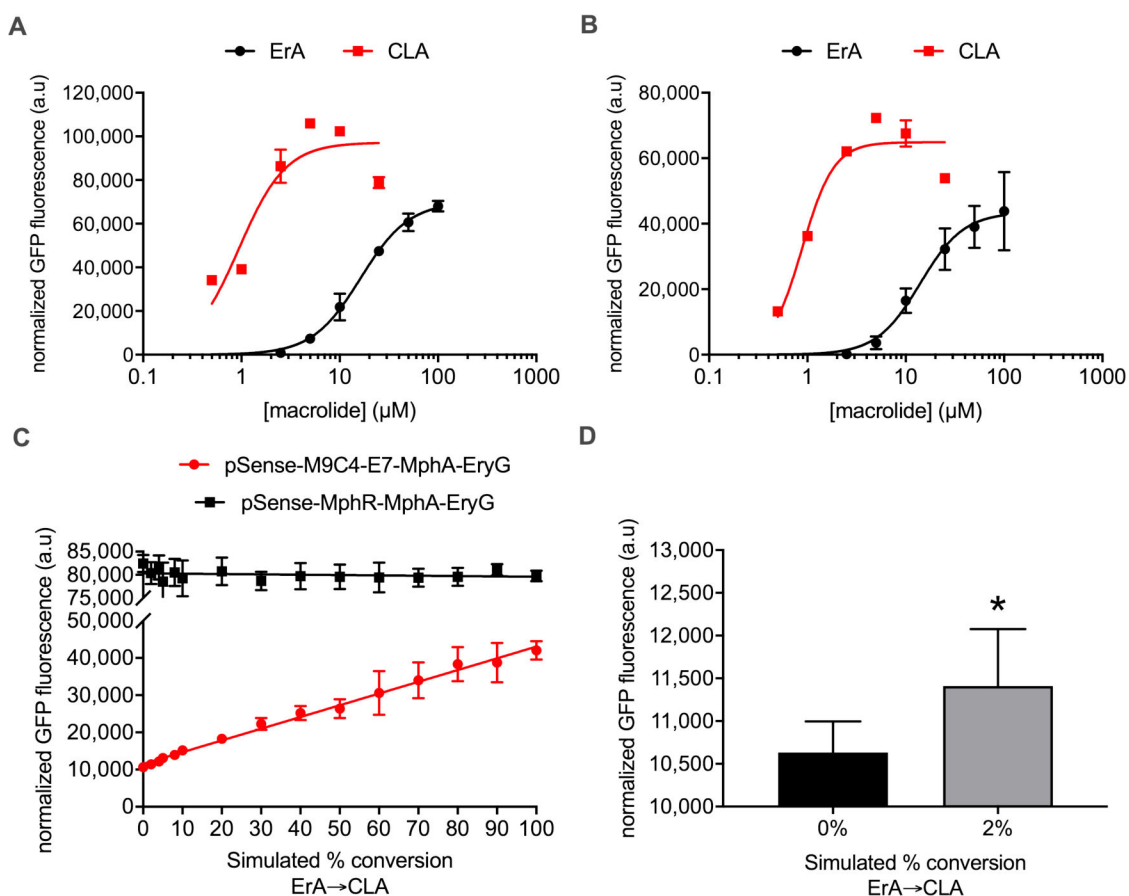 A
ErA
CLA
normalized GFP fluorescence (a.u)
120,000
100,000
80,000
60,000
40,000
20,000
0
0.1
1
10
100
1000
[macrolide] (µM)
B
ErA
CLA
normalized GFP fluorescence (a.u)
80,000
60,000
40,000
20,000
0
0.1
1
10
100
1000
[macrolide] (µM)
C
pSense-M9C4-E7-MphA-EryG
pSense-MphR-MphA-EryG
normalized GFP fluorescence (a.u)
85,000
80,000
75,000
50,000
40,000
30,000
20,000
10,000
0
0 10 20 30 40 50 60 70 80 90 100
Simulated % conversion
ErA→CLA
D
normalized GFP fluorescence (a.u)
13,000
12,500
12,000
11,500
11,000
10,500
10,000
*
0% 2%
Simulated % conversion
ErA→CLA